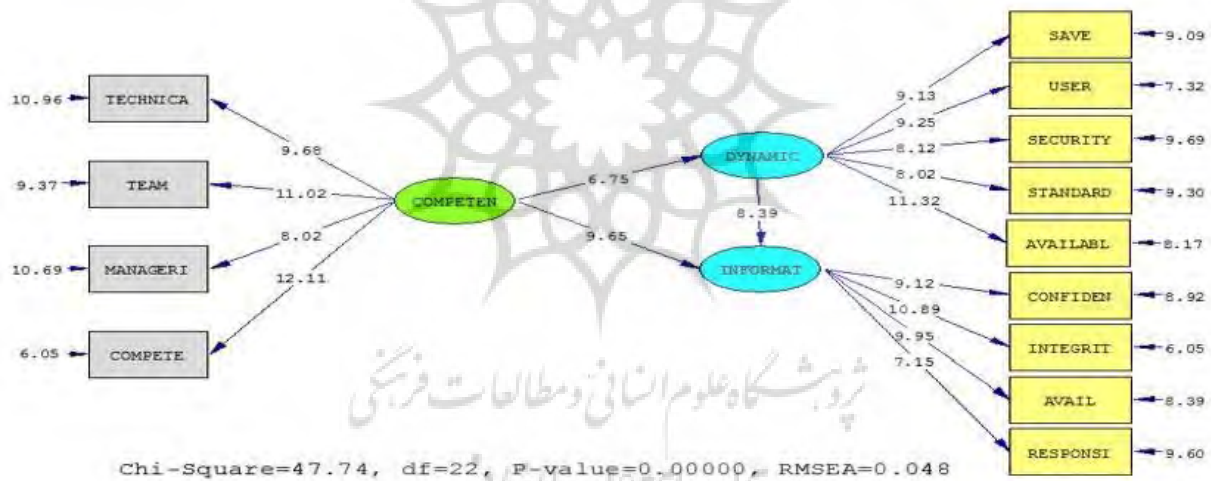 SAVE
9.09
USER
7.32
9.13
10.96
TECHNICA
9.25
SECURITY
9.69
9.68
DYNAMIC
8.12
8.02
STANDARD
9.30
9.37
TEAM
11.02
6.75
11.32
COMPETEN
8.39
9.65
AVAILABL
8.17
8.02
10.69
MANAGERI
INFORMAT
9.12
CONFIDEN
8.92
12.11
10.89
9.95
INTEGRIT
6.05
7.15
6.05
COMPETE
AVAIL
8.39
پژوهشگاه علوم انسانی و مطالعات فرهنگی
RESPONSI
9.60
Chi-Square=47.74, df=22, P-value=0.00000, RMSEA=0.048